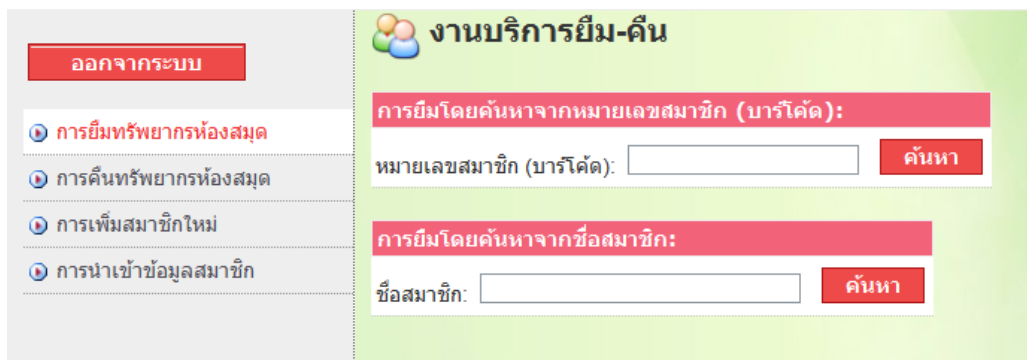 ออกจากระบบ
การยืมทรัพยากรห้องสมุด
การคืนทรัพยากรห้องสมุด
การเพิ่มสมาชิกใหม่
การนำเข้าข้อมูลสมาชิก
งานบริการยืม-คืน
การยืมโดยค้นหาจากหมายเลขสมาชิก (บาร์โค้ด):
หมายเลขสมาชิก (บาร์โค้ด): ค้นหา
การยืมโดยค้นหาจากชื่อสมาชิก:
ชื่อสมาชิก: ค้นหา